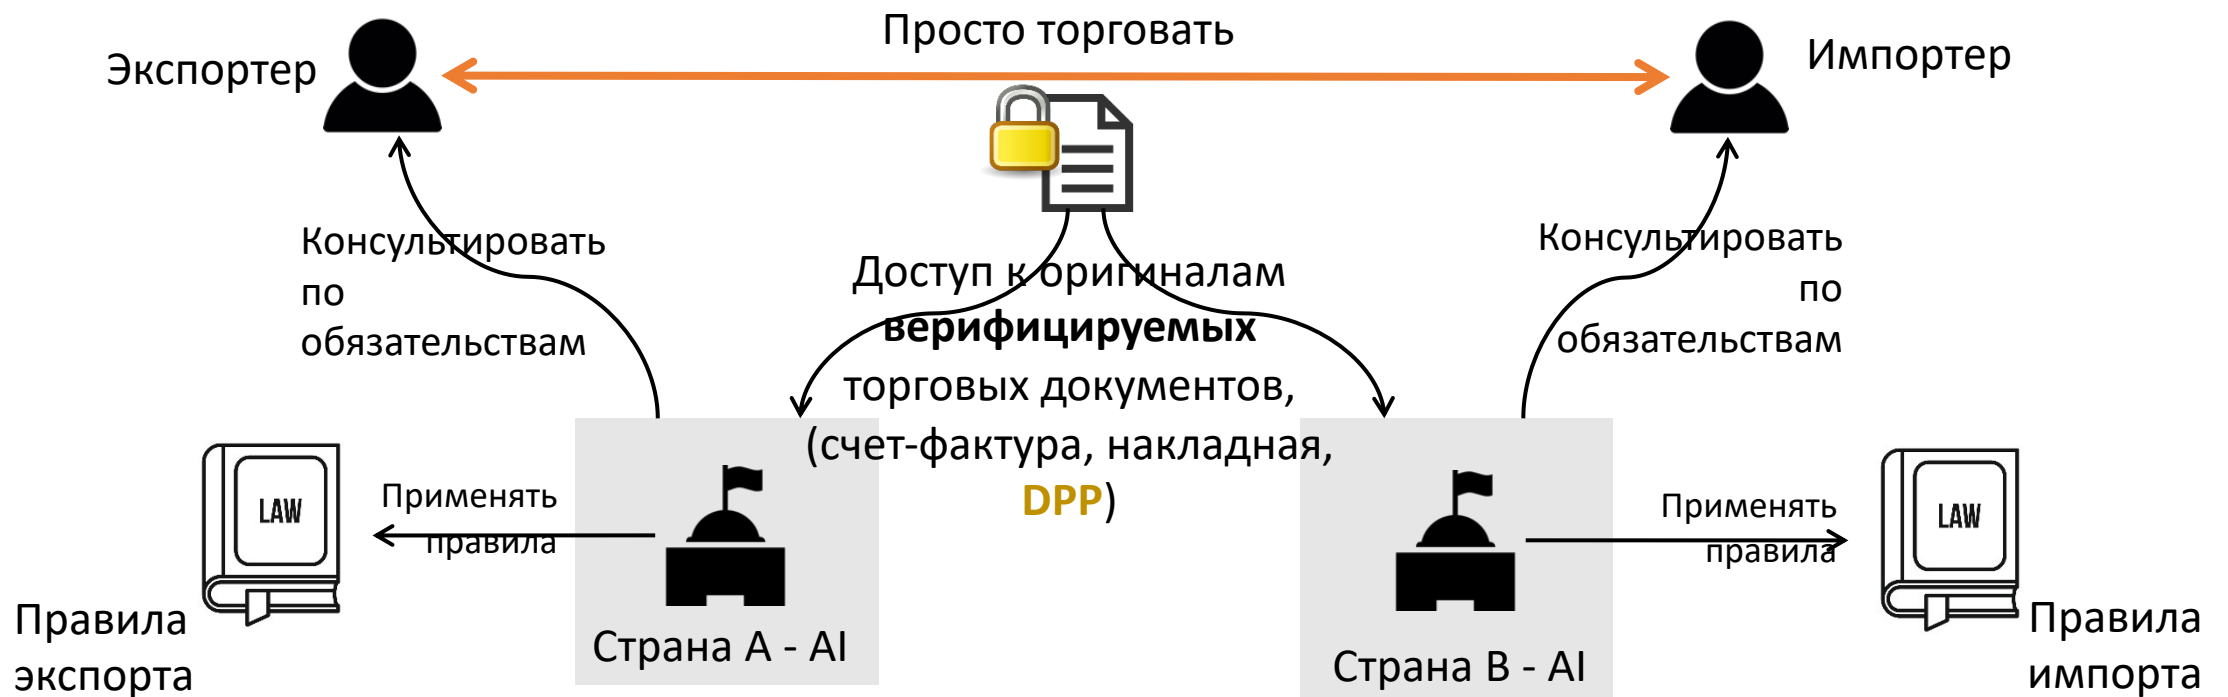 Просто торговать
Экспортер
Импортер
Консультировать
по
обязательствам
Доступ к оригиналам
верифицируемых
торговых документов,
(счет-фактура, накладная,
DPP)
Консультировать
по
обязательствам
LAW
Применять
правила
Применять
правила
LAW
Правила
экспорта
Страна A - AI
Страна B - AI
Правила
импорта